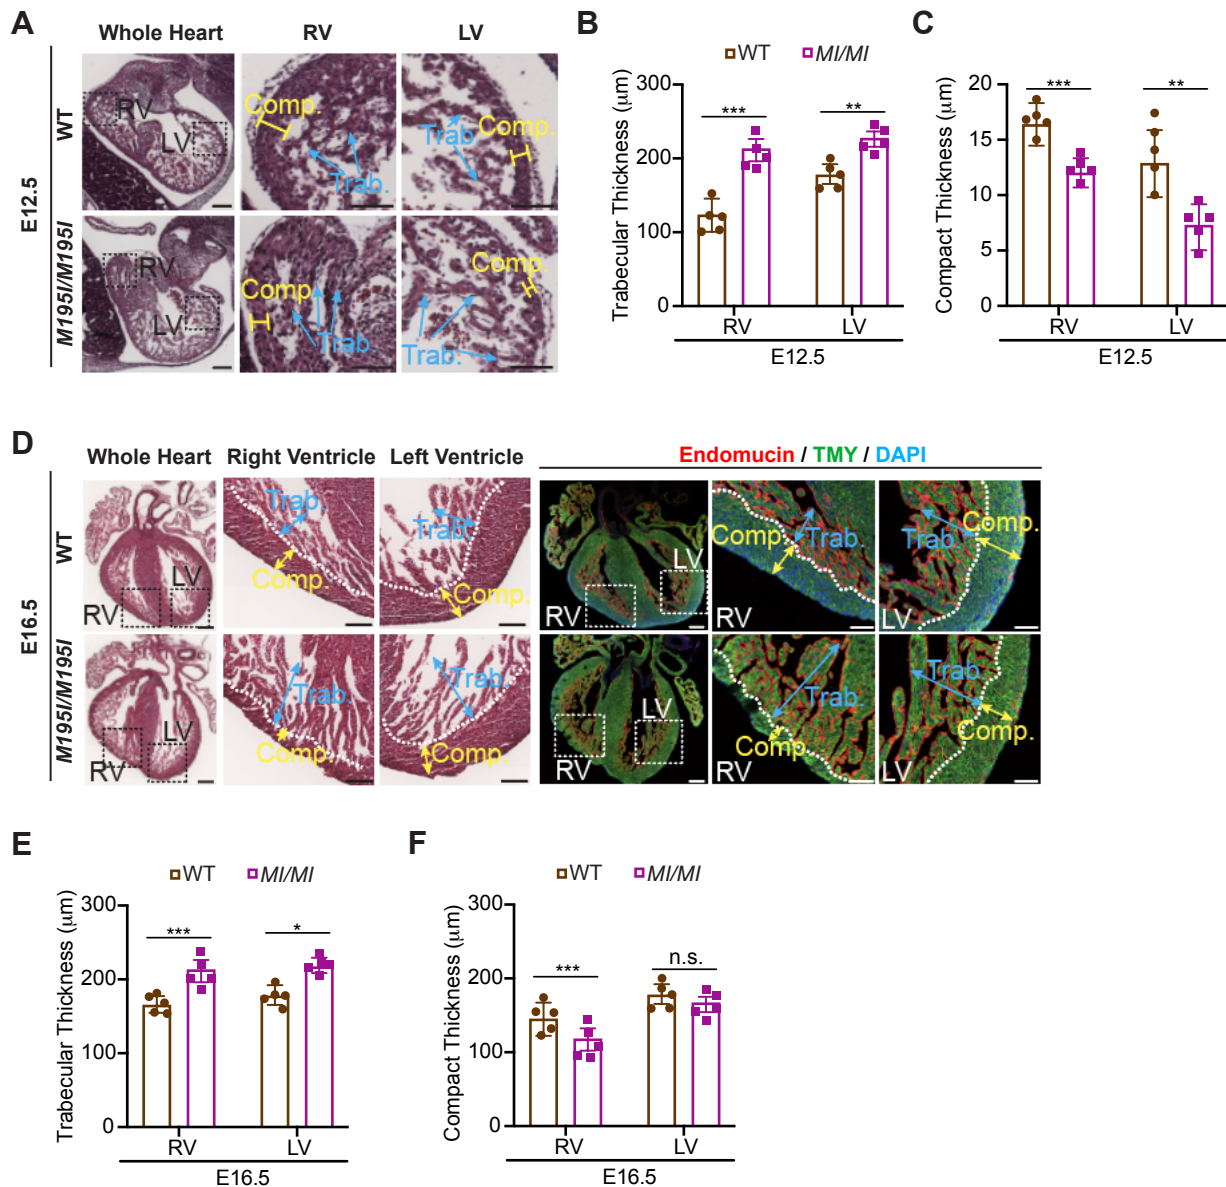 A
Whole Heart
RV
LV
E12.5
WT
RV
LV
Comp.
Trab.
Trab.
Comp.
M195I/M195I
RV
LV
Comp.
Trab.
Comp.
Trab.
B
WT
MI/MI
Trabecular Thickness (μm)
300
200
100
0
***
**
RV
LV
E12.5
C
Compact Thickness (μm)
20
15
10
5
0
***
**
RV
LV
E12.5
D
Whole Heart
Right Ventricle
Left Ventricle
Endomucin / TMY / DAPI
E16.5
WT
RV
LV
Trab.
Comp.
Trab.
Comp.
RV
LV
Comp.
Trab.
RV
Trab.
Comp.
LV
M195I/M195I
RV
LV
Trab.
Comp.
Trab.
Comp.
RV
LV
Trab.
Comp.
RV
Trab.
Comp.
LV
E
WT
MI/MI
Trabecular Thickness (μm)
300
200
100
0
***
*
RV
LV
E16.5
F
WT
MI/MI
Compact Thickness (μm)
300
200
100
0
***
n.s.
RV
LV
E16.5